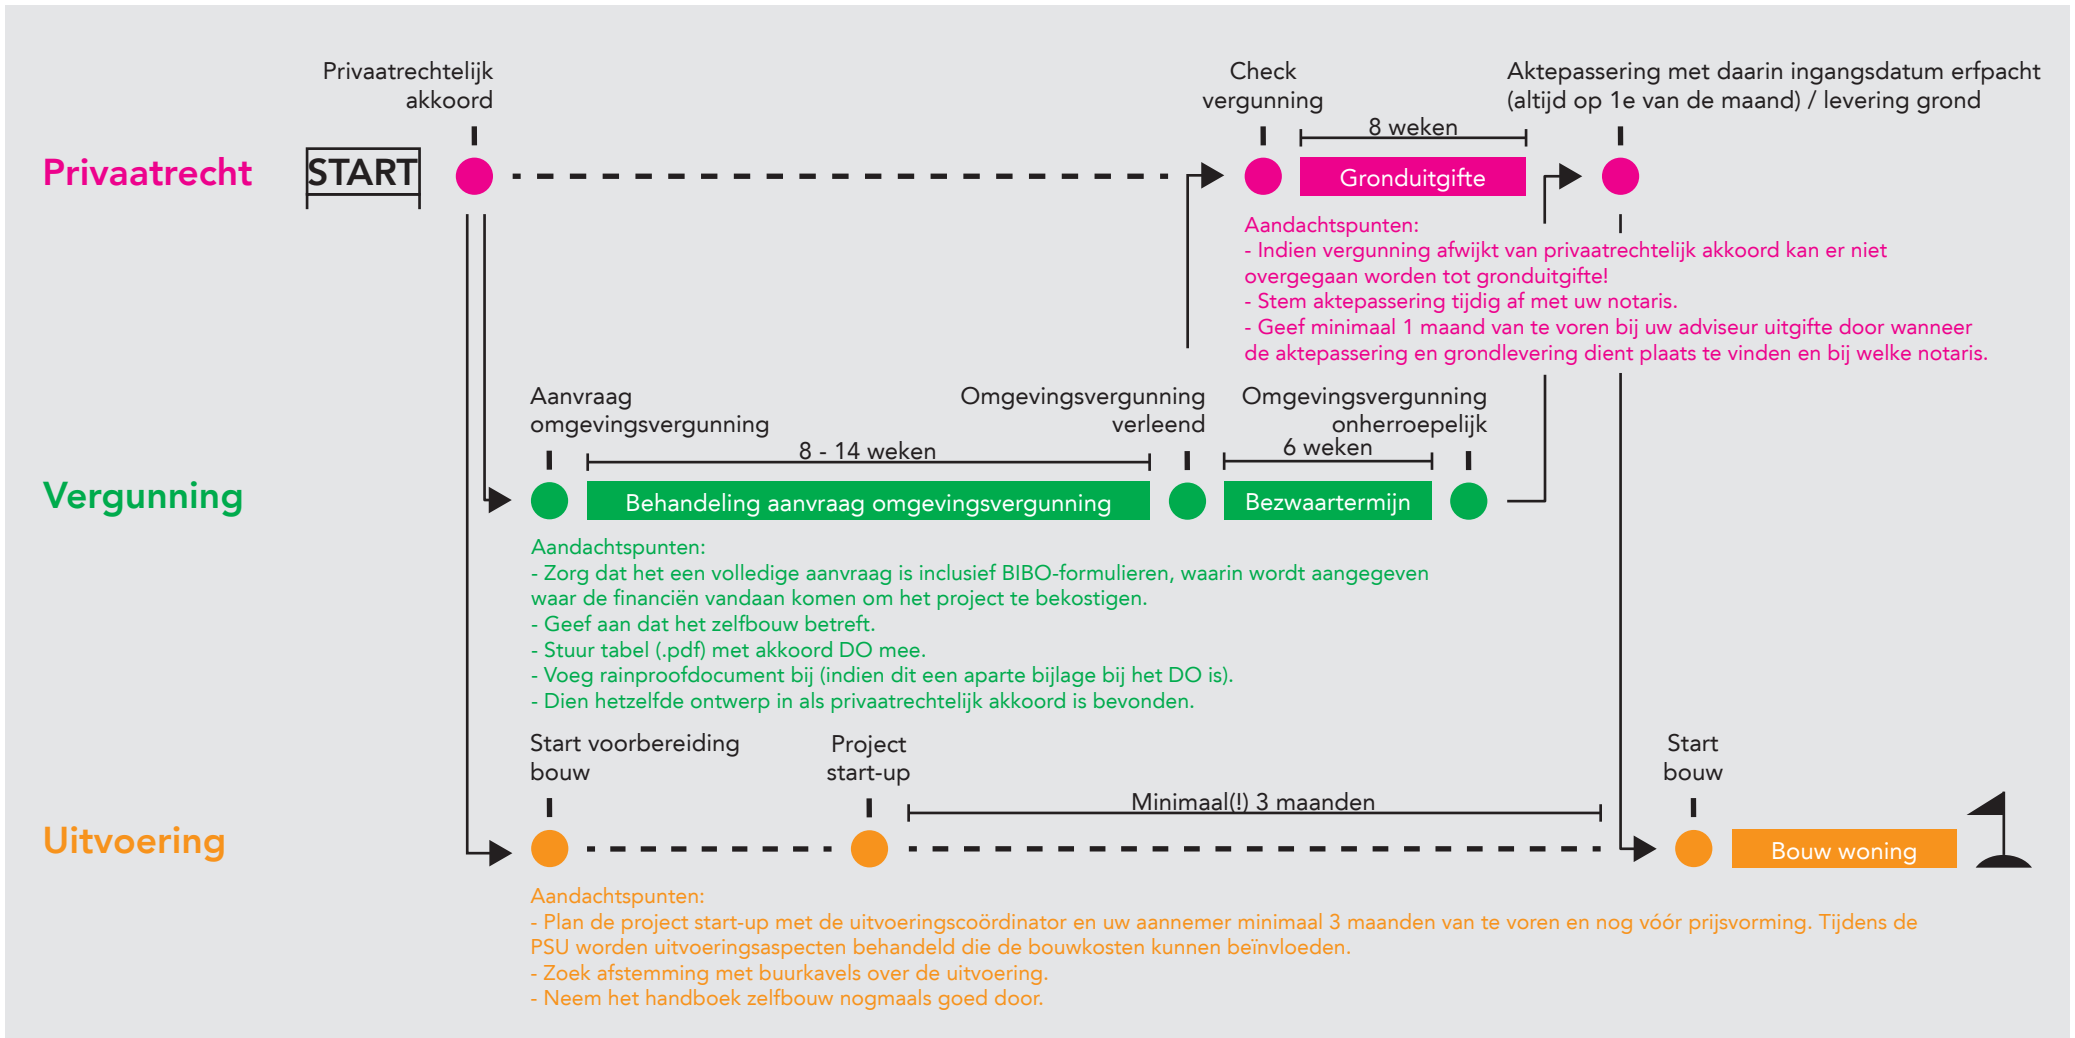 Privaatrechtelijk
akkoord
Check
vergunning
Aktepassering met daarin ingangsdatum erfpacht
(altijd op 1e van de maand) / levering grond
8 weken
Privaatrecht
START
Gronduitgifte
Aandachtspunten:
- Indien vergunning afwijkt van privaatrechtelijk akkoord kan er niet
overgegaan worden tot gronduitgifte!
- Stem aktepassering tijdig af met uw notaris.
- Geef minimaal 1 maand van te voren bij uw adviseur uitgifte door wanneer
de aktepassering en grondlevering dient plaats te vinden en bij welke notaris.
Aanvraag
omgevingsvergunning
Omgevingsvergunning
verleend
Omgevingsvergunning
onherroepelijk
8 - 14 weken
6 weken
Vergunning
Behandeling aanvraag omgevingsvergunning
Bezwaartermijn
Aandachtspunten:
- Zorg dat het een volledige aanvraag is inclusief BIBO-formulieren, waarin wordt aangegeven
waar de financiën vandaan komen om het project te bekostigen.
- Geef aan dat het zelfbouw betreft.
- Stuur tabel (.pdf) met akkoord DO mee.
- Voeg rainproofdocument bij (indien dit een aparte bijlage bij het DO is).
- Dien hetzelfde ontwerp in als privaatrechtelijk akkoord is bevonden.
Start voorbereiding
bouw
Project
start-up
Start
bouw
Minimaal(!) 3 maanden
Uitvoering
Bouw woning
Aandachtspunten:
- Plan de project start-up met de uitvoeringscoördinator en uw aannemer minimaal 3 maanden van te voren en nog vóór prijsvorming. Tijdens de
PSU worden uitvoeringsaspecten behandeld die de bouwkosten kunnen beïnvloeden.
- Zoek afstemming met buurkavels over de uitvoering.
- Neem het handboek zelfbouw nogmaals goed door.